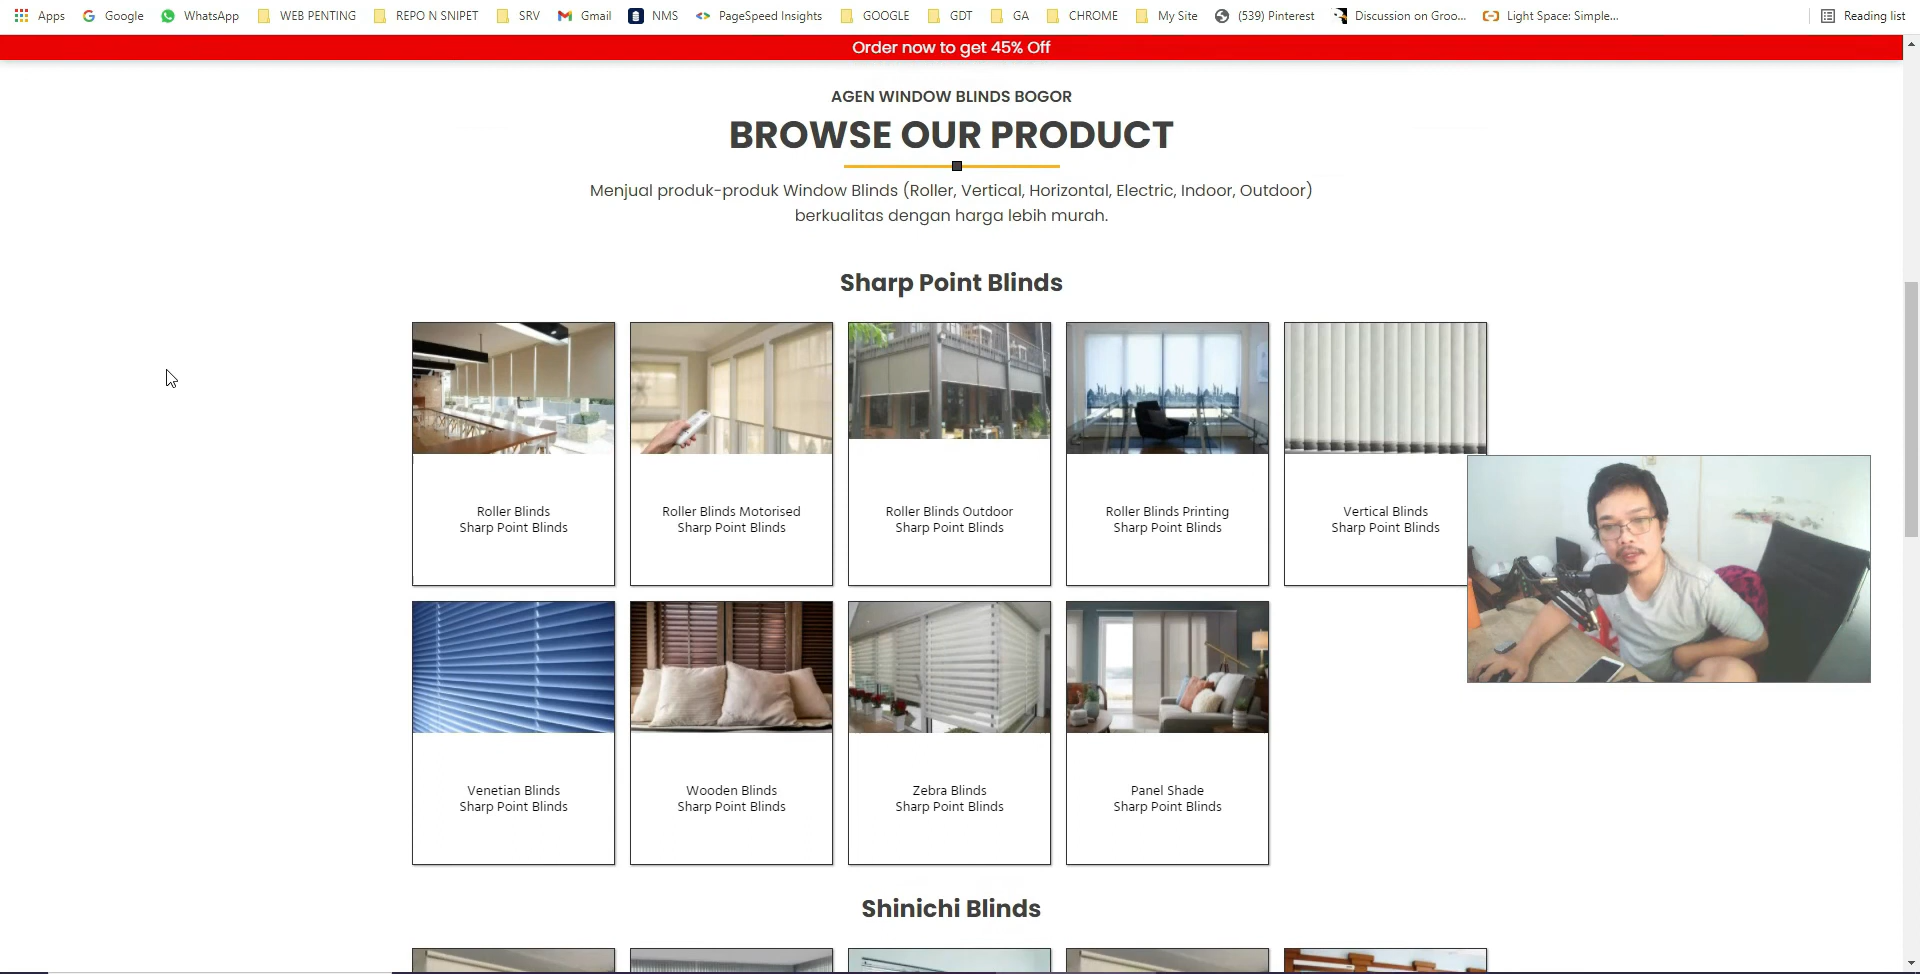 Apps Google WhatsApp WEB PENTING REPO N SNIPET SRV Gmail NMS PageSpeed Insights GOOGLE GDT GA CHROME My Site (539) Pinterest Discussion on Groo... Light Space: Simple... Reading list
Order now to get 45% Off
AGEN WINDOW BLINDS BOGOR
BROWSE OUR PRODUCT
Menjual produk-produk Window Blinds (Roller, Vertical, Horizontal, Electric, Indoor, Outdoor)
berkualitas dengan harga lebih murah.
Sharp Point Blinds
Roller Blinds
Sharp Point Blinds
Roller Blinds Motorised
Sharp Point Blinds
Roller Blinds Outdoor
Sharp Point Blinds
Roller Blinds Printing
Sharp Point Blinds
Vertical Blinds
Sharp Point Blinds
Venetian Blinds
Sharp Point Blinds
Wooden Blinds
Sharp Point Blinds
Zebra Blinds
Sharp Point Blinds
Panel Shade
Sharp Point Blinds
Shinichi Blinds